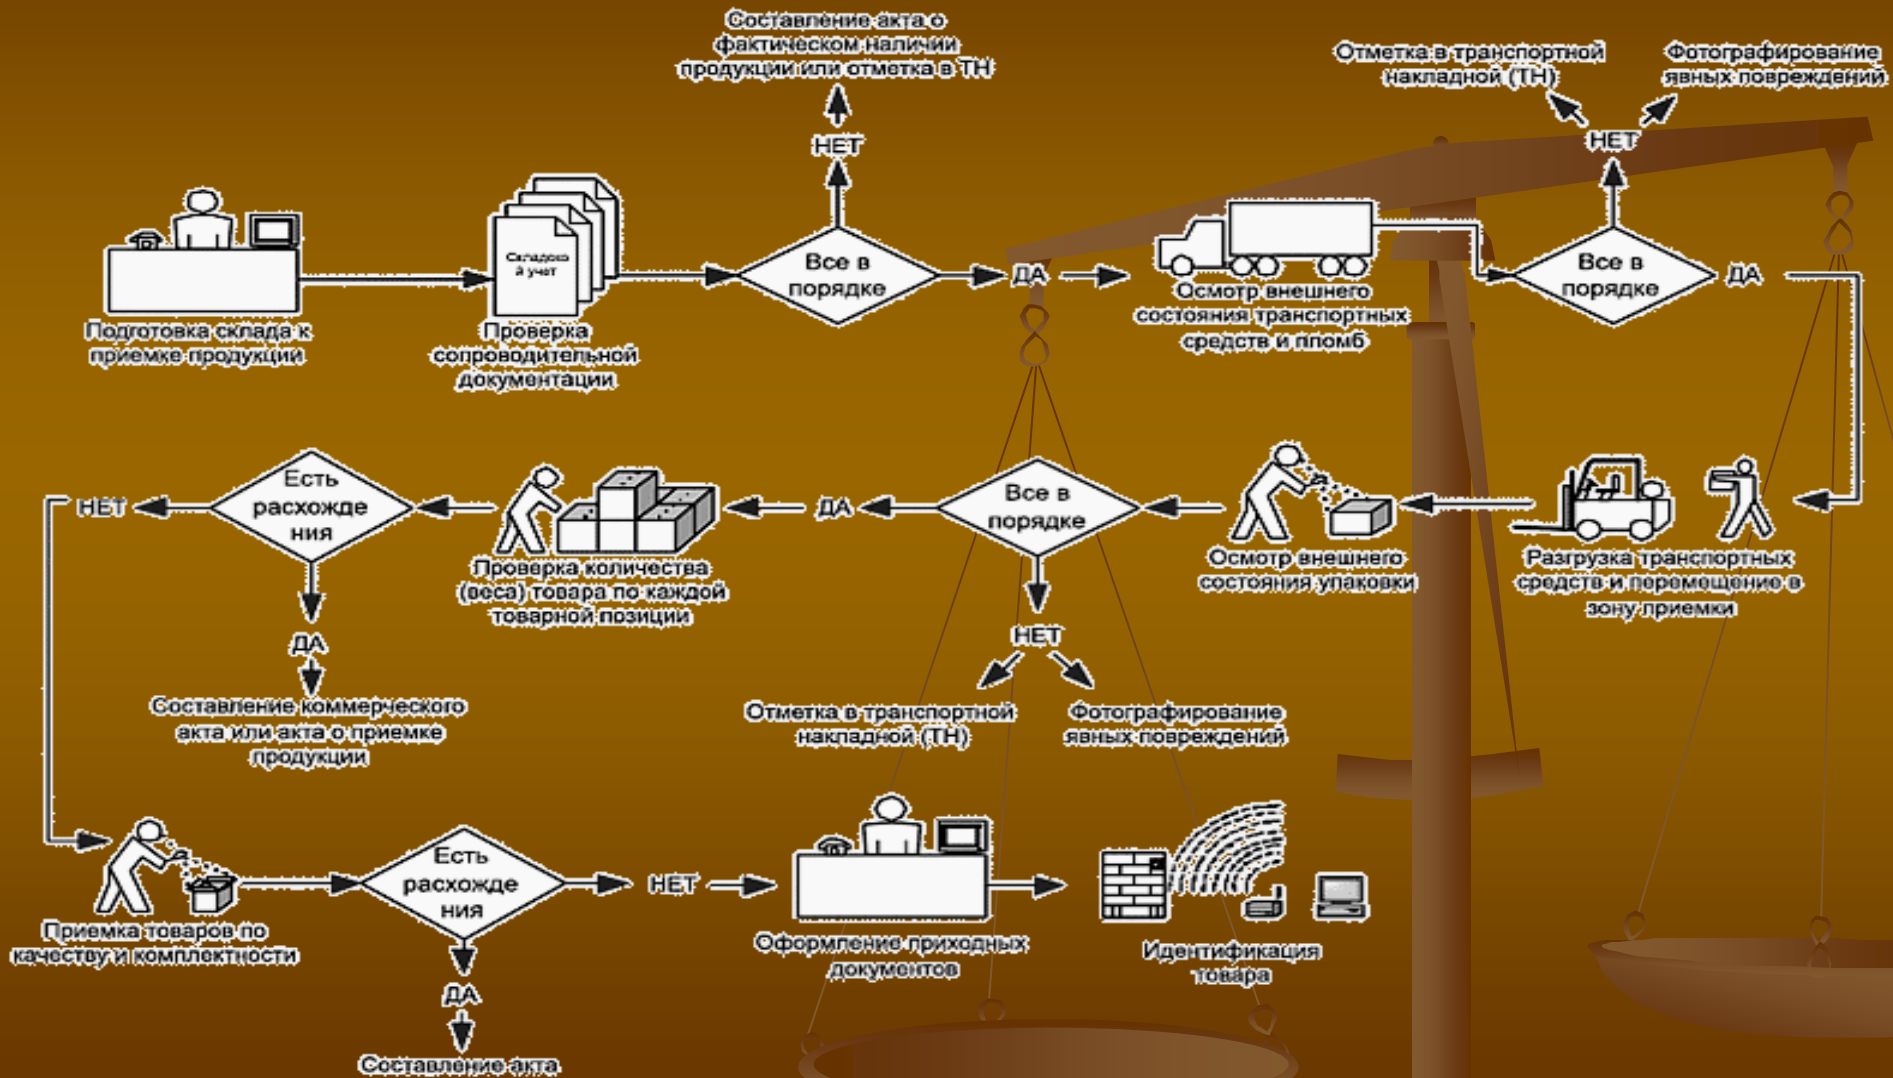 Составление акта о
фактическом наличии
продукции или отметка в ТН
НЕТ
Отметка в транспортной
накладной (ТН)
Фотографирование
явных повреждений
НЕТ
Подготовка склада к
приемке продукции
Складско
й учет
Проверка
сопроводительной
документации
Все в
порядке
ДА
Осмотр внешнего
состояния транспортных
средств и пломб
Все в
порядке
ДА
НЕТ
Есть
расхожде
ния
ДА
Составление коммерческого
акта или акта о приемке
продукции
Проверка количества
(веса) товара по каждой
товарной позиции
ДА
Все в
порядке
НЕТ
Отметка в транспортной
накладной (ТН)
Фотографирование
явных повреждений
Осмотр внешнего
состояния упаковки
Разгрузка транспортных
средств и перемещение в
зону приемки
Приемка товаров по
качеству и комплектности
Есть
расхожде
ния
ДА
Составление акта
НЕТ
Оформление приходных
документов
Идентификация
товара